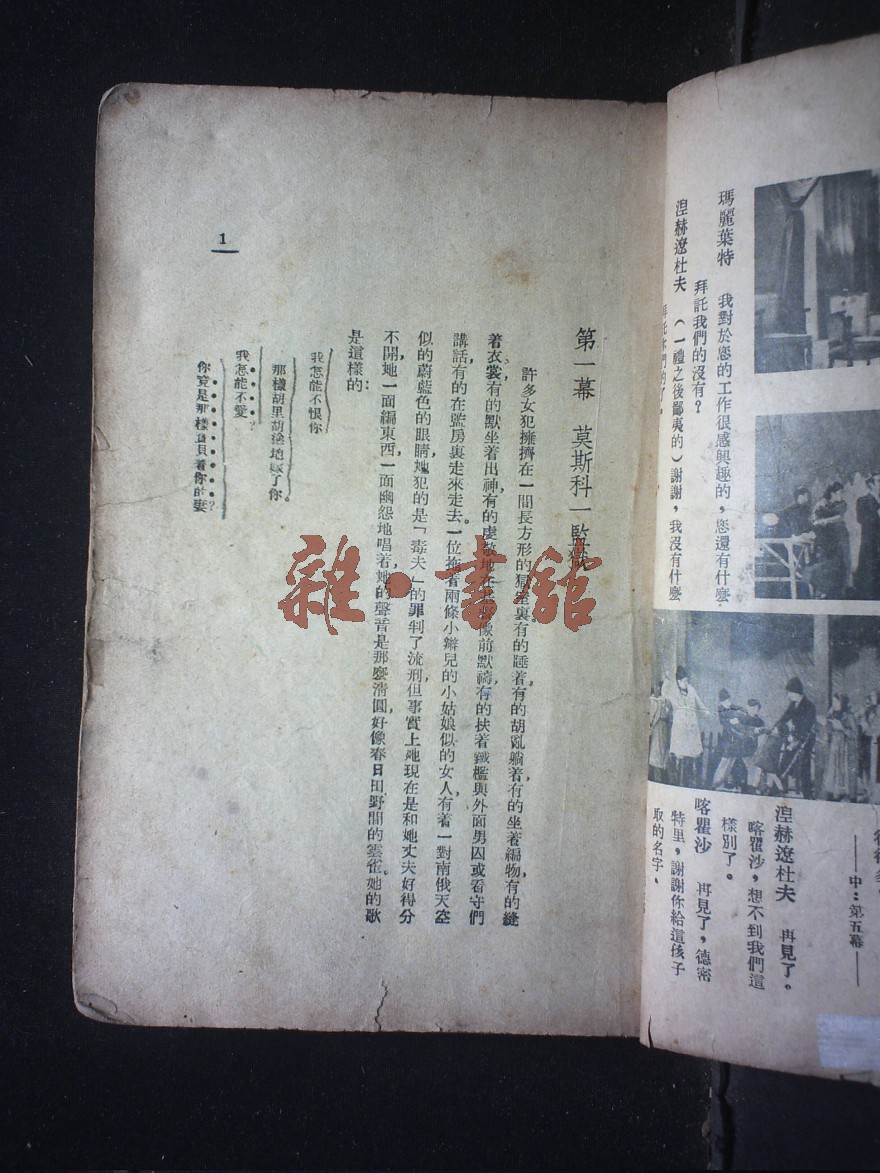 瑪麗葉特　我對於您的工作很感興趣的，您還有什麼
拜託我們的沒有？
湼赫遼杜夫　（一禮之後鄙夷的）謝謝，我沒有什麼
拜託你們的了。
湼赫遼杜夫　再見了。
喀瞿沙，想不到我們這
樣別了。
喀瞿沙　再見了，德密
特里，謝謝你給這孩子
取的名字、
——中：第五幕——
第一幕　莫斯科一監獄
許多女犯擁擠在一間長方形的獄室裏，有的睡着，有的胡亂躺着，有的坐着編物，有的縫
着衣裳，有的默坐着出神，有的虔敬地在像前默禱，有的扶着鐵檻與外面男囚或看守們
講話，有的在監房裏走來走去。一位拖着兩條小辮兒的小姑娘似的女人，有着一對南俄天空
似的蔚藍色的眼睛，她犯的是「毒夫」的罪，判了流刑，但事實上她現在是和她丈夫好得分
不開，她一面編東西，一面幽怨地唱着，她的聲音是那麼清圓，好像春日田野間的雲雀。她的歌
是這樣的：
我怎能不恨你
那樣胡里胡塗地嫁了你。
我怎能不愛？
你竟是那樣負着你的妻？
1
雜·書館